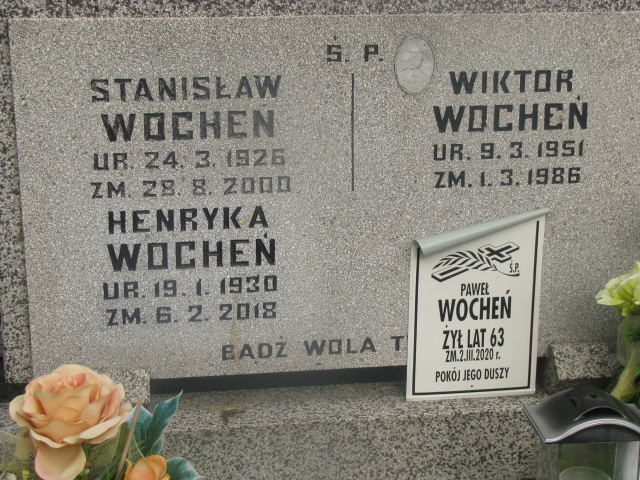 Ś. P.
STANISŁAW
WOCHEŃ
UR. 24. 3. 1926
ZM. 28. 8. 2000
HENRYKA
WOCHEŃ
UR. 19. 1. 1930
ZM. 6. 2. 2018
WIKTOR
WOCHEŃ
UR. 9. 3. 1951
ZM. 1. 3. 1986
BĄDŹ WOLA T
Ś.P.
PAWEŁ
WOCHEŃ
ŻYŁ LAT 63
ZM.2.III.2020 r.
POKÓJ JEGO DUSZY